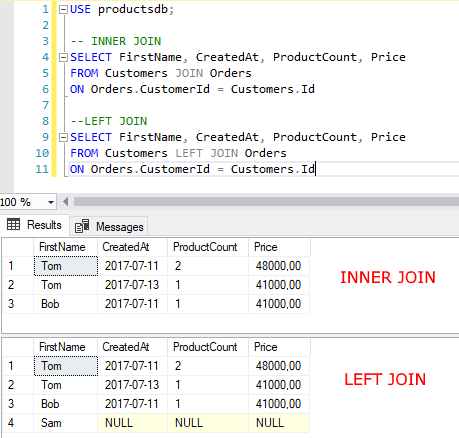 1 USE productsdb;
2
3 -- INNER JOIN
4 SELECT FirstName, CreatedAt, ProductCount, Price
5 FROM Customers JOIN Orders
6 ON Orders.CustomerId = Customers.Id
7
8 --LEFT JOIN
9 SELECT FirstName, CreatedAt, ProductCount, Price
10 FROM Customers LEFT JOIN Orders
11 ON Orders.CustomerId = Customers.Id
100 %
Results Messages
FirstName CreatedAt ProductCount Price
1 Tom 2017-07-11 2 48000,00
2 Tom 2017-07-13 1 41000,00
3 Bob 2017-07-11 1 41000,00
INNER JOIN
FirstName CreatedAt ProductCount Price
1 Tom 2017-07-11 2 48000,00
2 Tom 2017-07-13 1 41000,00
3 Bob 2017-07-11 1 41000,00
4 Sam NULL NULL NULL
LEFT JOIN